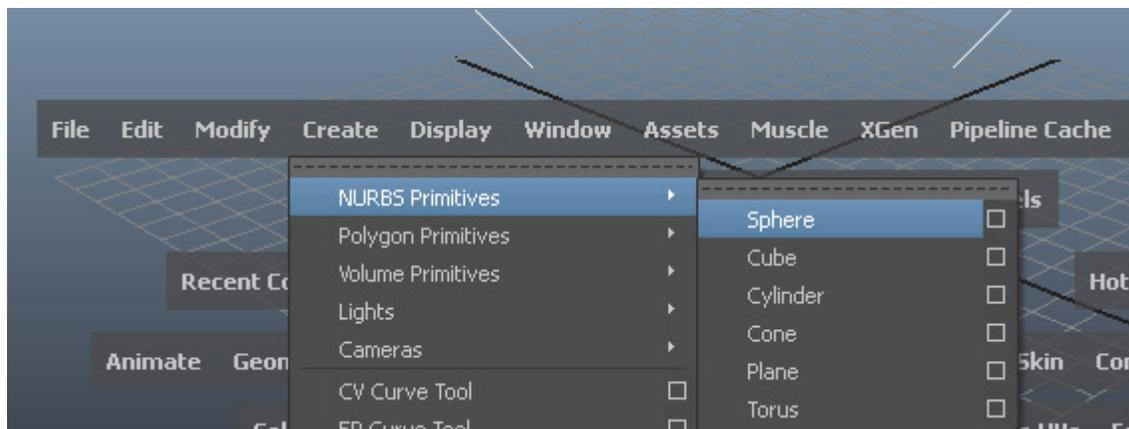 File Edit Modify Create Display Window Assets Muscle XGen Pipeline Cache
NURBS Primitives
Polygon Primitives
Volume Primitives
Lights
Cameras
CV Curve Tool
Sphere
Cube
Cylinder
Cone
Plane
Torus
Recent
Hot
Animate
Skin